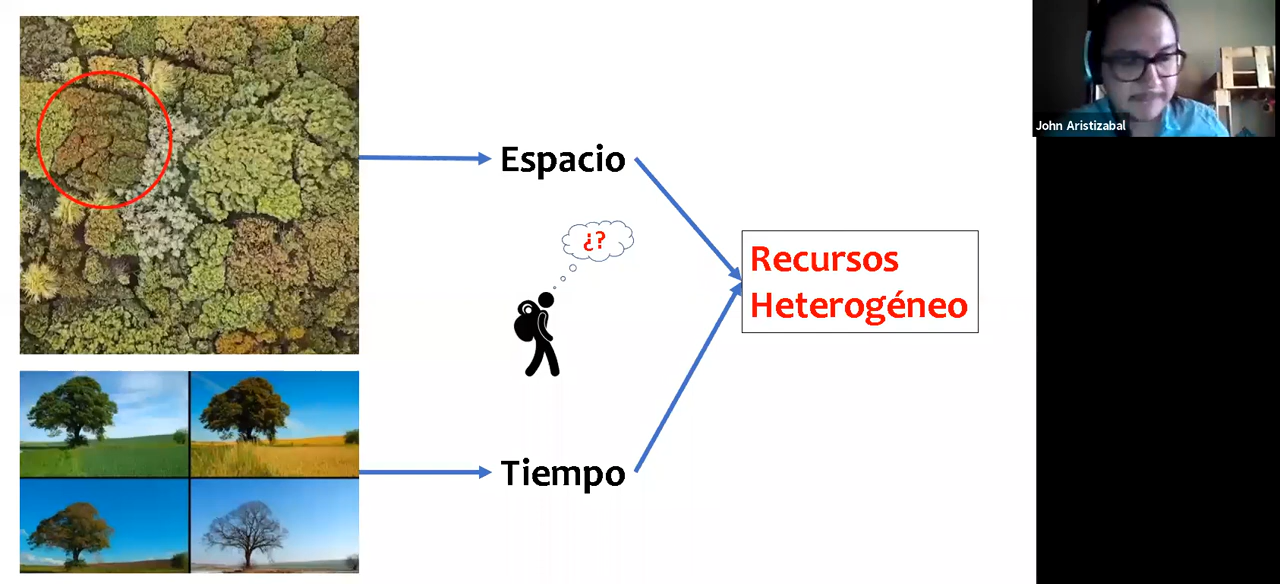 Espacio
¿?
Recursos
Heterogéneo
Tiempo
John Aristizabal